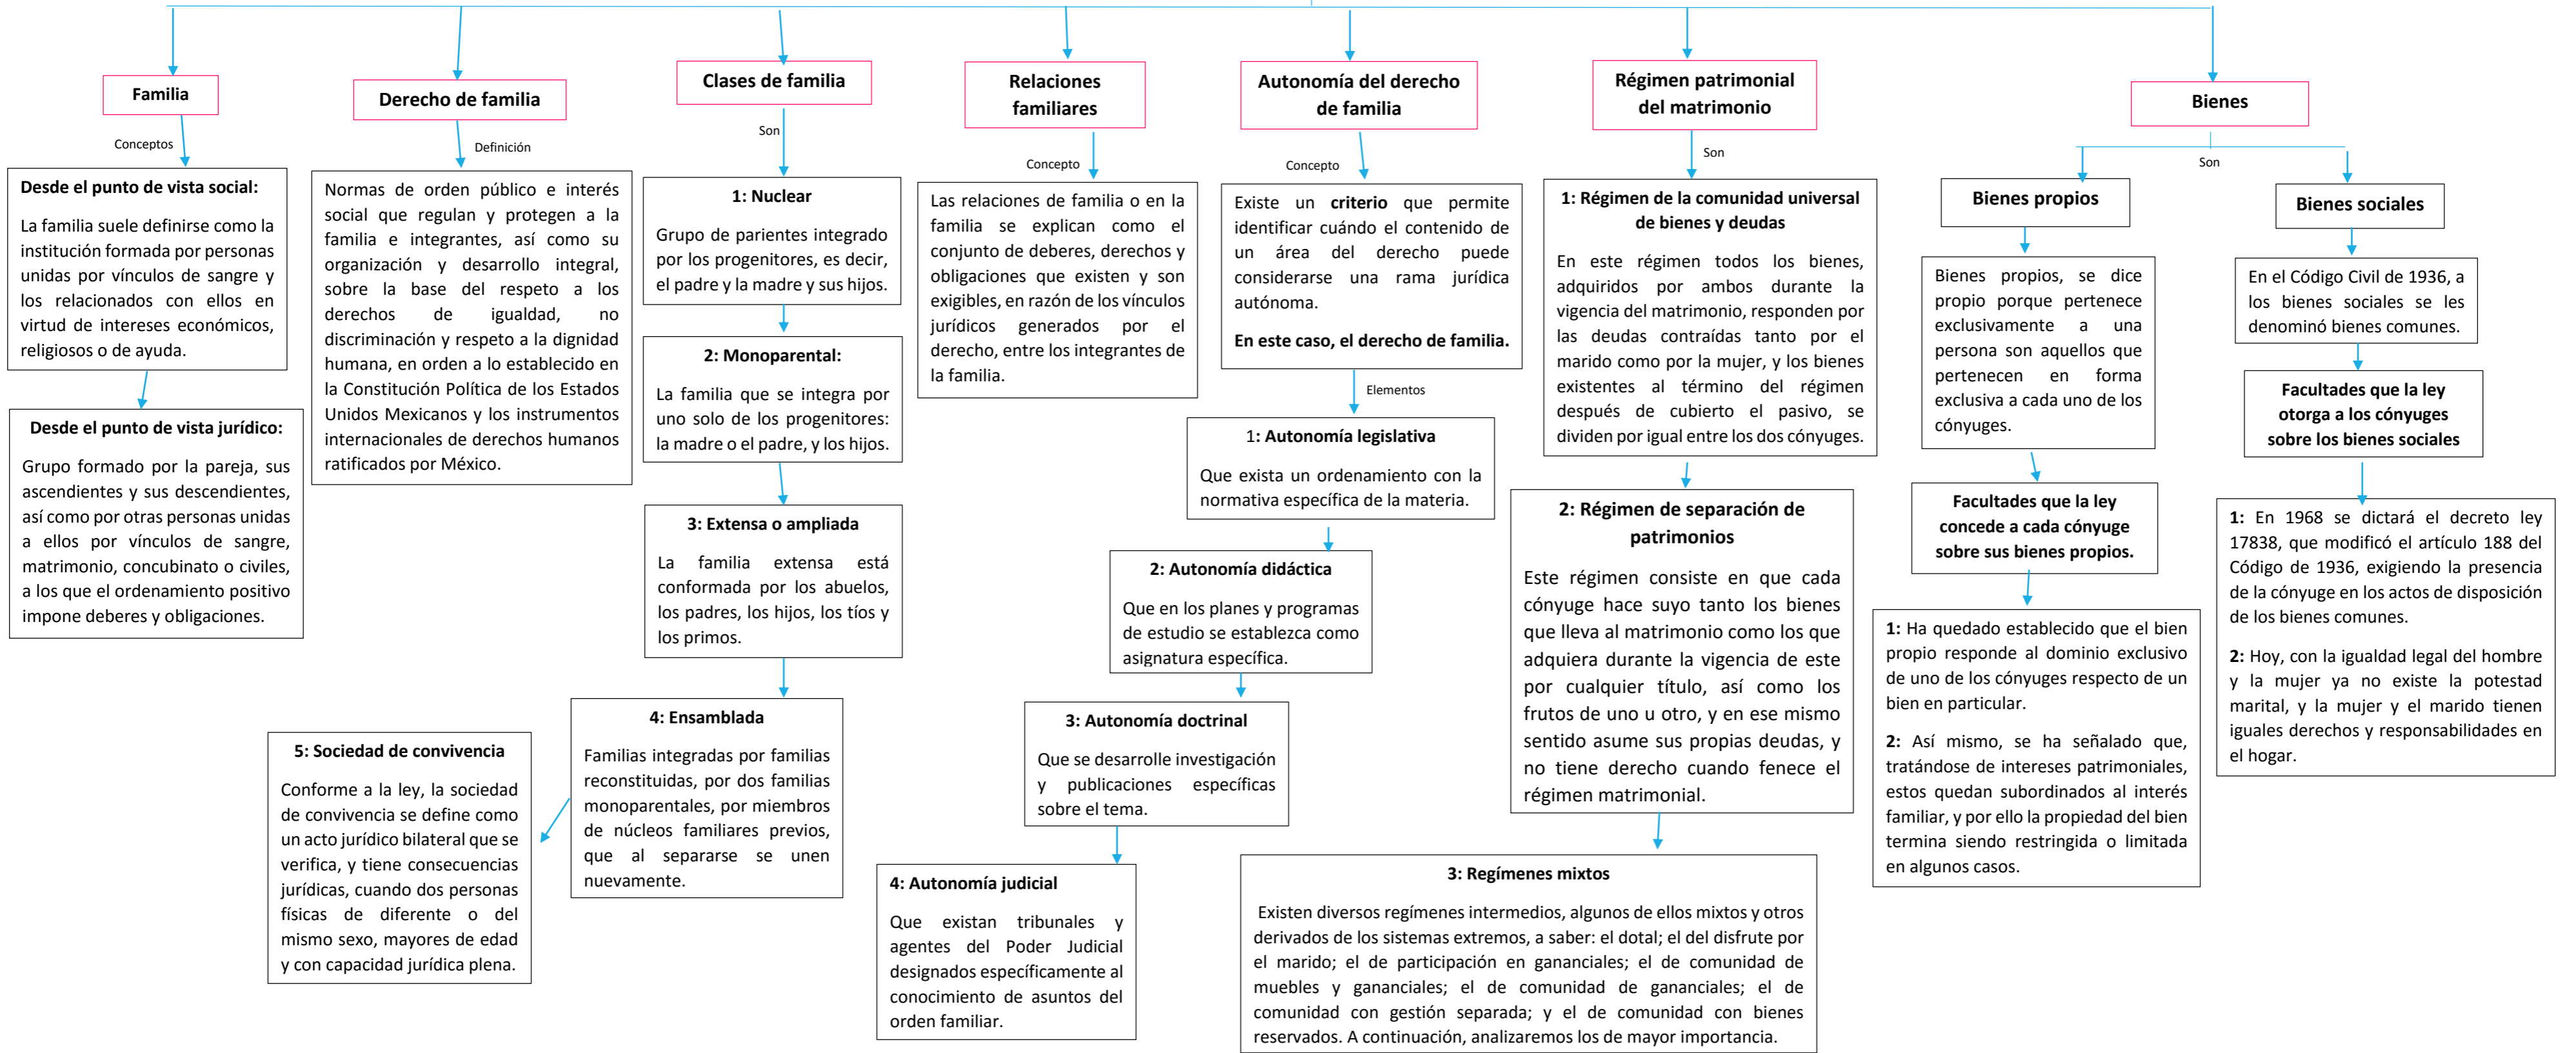 Familia
Conceptos
Desde el punto de vista social:
La familia suele definirse como la
institución formada por personas
unidas por vínculos de sangre y
los relacionados con ellos en
virtud de intereses económicos,
religiosos o de ayuda.
Desde el punto de vista jurídico:
Grupo formado por la pareja, sus
ascendientes y sus descendientes,
así como por otras personas unidas
a ellos por vínculos de sangre,
matrimonio, concubinato o civiles,
a los que el ordenamiento positivo
impone deberes y obligaciones.
Derecho de familia
Definición
Normas de orden público e interés
social que regulan y protegen a la
familia e integrantes, así como su
organización y desarrollo integral,
sobre la base del respeto a los
derechos de igualdad, no
discriminación y respeto a la dignidad
humana, en orden a lo establecido en
la Constitución Política de los Estados
Unidos Mexicanos y los instrumentos
internacionales de derechos humanos
ratificados por México.
Clases de familia
Son
1: Nuclear
Grupo de parientes integrado
por los progenitores, es decir,
el padre y la madre y sus hijos.
2: Monoparental:
La familia que se integra por
uno solo de los progenitores:
la madre o el padre, y los hijos.
3: Extensa o ampliada
La familia extensa está
conformada por los abuelos,
los padres, los hijos, los tíos y
los primos.
4: Ensamblada
Familias integradas por familias
reconstituidas, por dos familias
monoparentales, por miembros
de núcleos familiares previos,
que al separarse se unen
nuevamente.
5: Sociedad de convivencia
Conforme a la ley, la sociedad
de convivencia se define como
un acto jurídico bilateral que se
verifica, y tiene consecuencias
jurídicas, cuando dos personas
físicas de diferente o del
mismo sexo, mayores de edad
y con capacidad jurídica plena.
Relaciones
familiares
Concepto
Las relaciones de familia o en la
familia se explican como el
conjunto de deberes, derechos y
obligaciones que existen y son
exigibles, en razón de los vínculos
jurídicos generados por el
derecho, entre los integrantes de
la familia.
Autonomía del derecho
de familia
Concepto
Existe un criterio que permite
identificar cuándo el contenido de
un área del derecho puede
considerarse una rama jurídica
autónoma.
En este caso, el derecho de familia.
Elementos
1: Autonomía legislativa
Que exista un ordenamiento con la
normativa específica de la materia.
2: Autonomía didáctica
Que en los planes y programas
de estudio se establezca como
asignatura específica.
3: Autonomía doctrinal
Que se desarrolle investigación
y publicaciones específicas
sobre el tema.
4: Autonomía judicial
Que existan tribunales y
agentes del Poder Judicial
designados específicamente al
conocimiento de asuntos del
orden familiar.
Régimen patrimonial
del matrimonio
Son
1: Régimen de la comunidad universal
de bienes y deudas
En este régimen todos los bienes,
adquiridos por ambos durante la
vigencia del matrimonio, responden por
las deudas contraídas tanto por el
marido como por la mujer, y los bienes
existentes al término del régimen
después de cubierto el pasivo, se
dividen por igual entre los dos cónyuges.
2: Régimen de separación de
patrimonios
Este régimen consiste en que cada
cónyuge hace suyo tanto los bienes
que lleva al matrimonio como los que
adquiera durante la vigencia de este
por cualquier título, así como los
frutos de uno u otro, y en ese mismo
sentido asume sus propias deudas, y
no tiene derecho cuando fenece el
régimen matrimonial.
3: Regímenes mixtos
Existen diversos regímenes intermedios, algunos de ellos mixtos y otros
derivados de los sistemas extremos, a saber: el dotal; el del disfrute por
el marido; el de participación en gananciales; el de comunidad de
muebles y gananciales; el de comunidad de gananciales; el de
comunidad con gestión separada; y el de comunidad con bienes
reservados. A continuación, analizaremos los de mayor importancia.
Bienes
Son
Bienes propios
Bienes propios, se dice
propio porque pertenece
exclusivamente a una
persona son aquellos que
pertenecen en forma
exclusiva a cada uno de los
cónyuges.
Facultades que la ley
concede a cada cónyuge
sobre sus bienes propios.
1: Ha quedado establecido que el bien
propio responde al dominio exclusivo
de uno de los cónyuges respecto de un
bien en particular.
2: Así mismo, se ha señalado que,
tratándose de intereses patrimoniales,
estos quedan subordinados al interés
familiar, y por ello la propiedad del bien
termina siendo restringida o limitada
en algunos casos.
Bienes sociales
En el Código Civil de 1936, a
los bienes sociales se les
denominó bienes comunes.
Facultades que la ley
otorga a los cónyuges
sobre los bienes sociales
1: En 1968 se dictará el decreto ley
17838, que modificó el artículo 188 del
Código de 1936, exigiendo la presencia
de la cónyuge en los actos de disposición
de los bienes comunes.
2: Hoy, con la igualdad legal del hombre
y la mujer ya no existe la potestad
marital, y la mujer y el marido tienen
iguales derechos y responsabilidades en
el hogar.